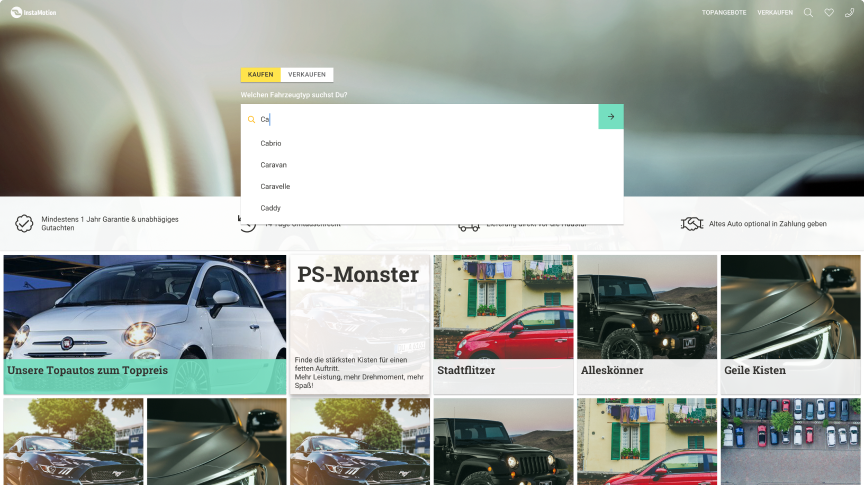 InstaMotion
TOPANGEBOTE
VERKAUFEN
KAUFEN
VERKAUFEN
Welchen Fahrzeugtyp suchst Du?
Ca
Cabrio
Caravan
Caravelle
Caddy
Mindestens 1 Jahr Garantie & unabhängiges
Gutachten
14 Tage Umtauschrecht
Lieferung direkt vor die Haustür
Altes Auto optional in Zahlung geben
PS-Monster
Finde die stärksten Kisten für einen
fetten Auftritt.
Mehr Leistung, mehr Drehmoment, mehr
Spaß!
Unsere Topautos zum Toppreis
Stadtflitzer
Alleskönner
Geile Kisten